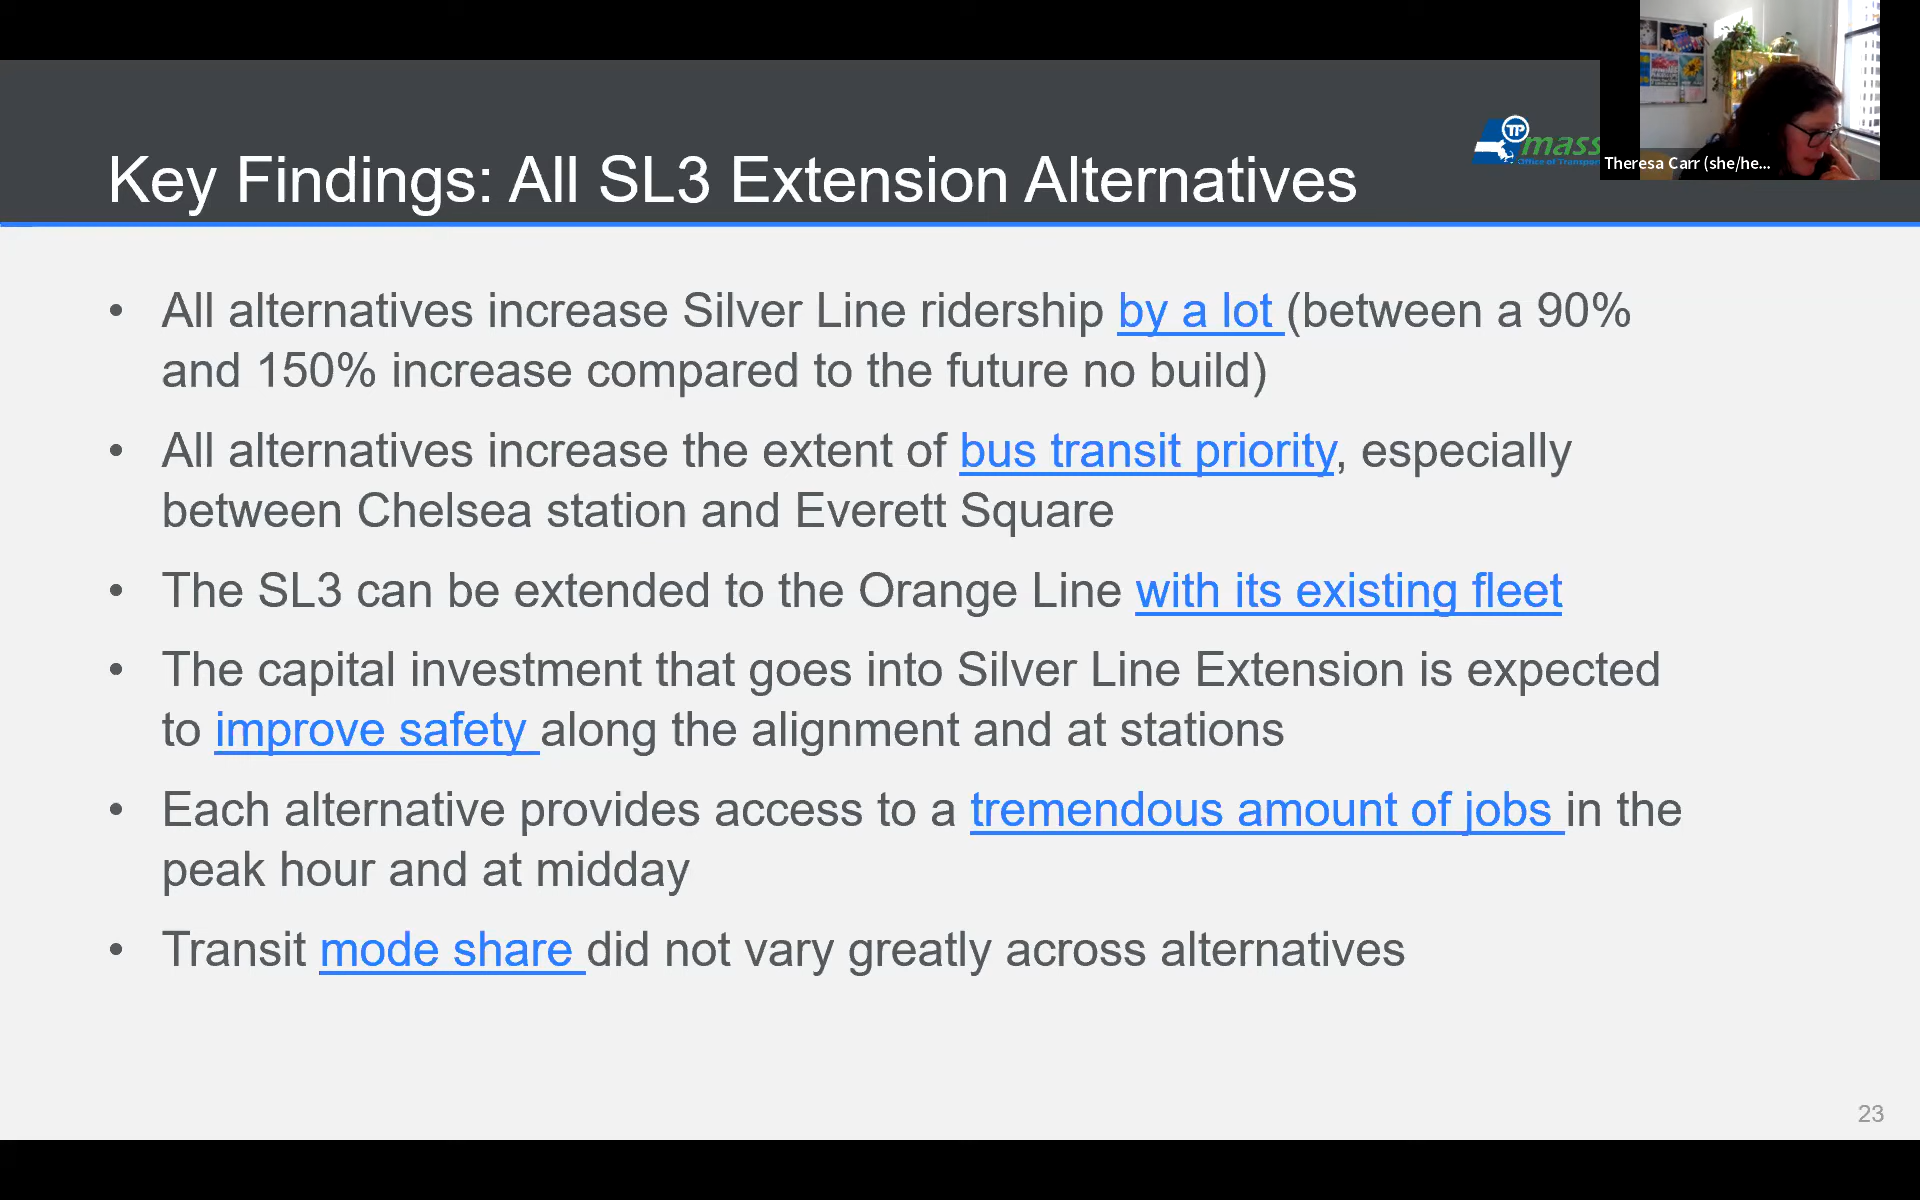 Key Findings: All SL3 Extension Alternatives
TP
mass
Office of Transpor
Theresa Carr (she/he...
• All alternatives increase Silver Line ridership by a lot (between a 90%
and 150% increase compared to the future no build)
• All alternatives increase the extent of bus transit priority, especially
between Chelsea station and Everett Square
• The SL3 can be extended to the Orange Line with its existing fleet
• The capital investment that goes into Silver Line Extension is expected
to improve safety along the alignment and at stations
• Each alternative provides access to a tremendous amount of jobs in the
peak hour and at midday
• Transit mode share did not vary greatly across alternatives
23